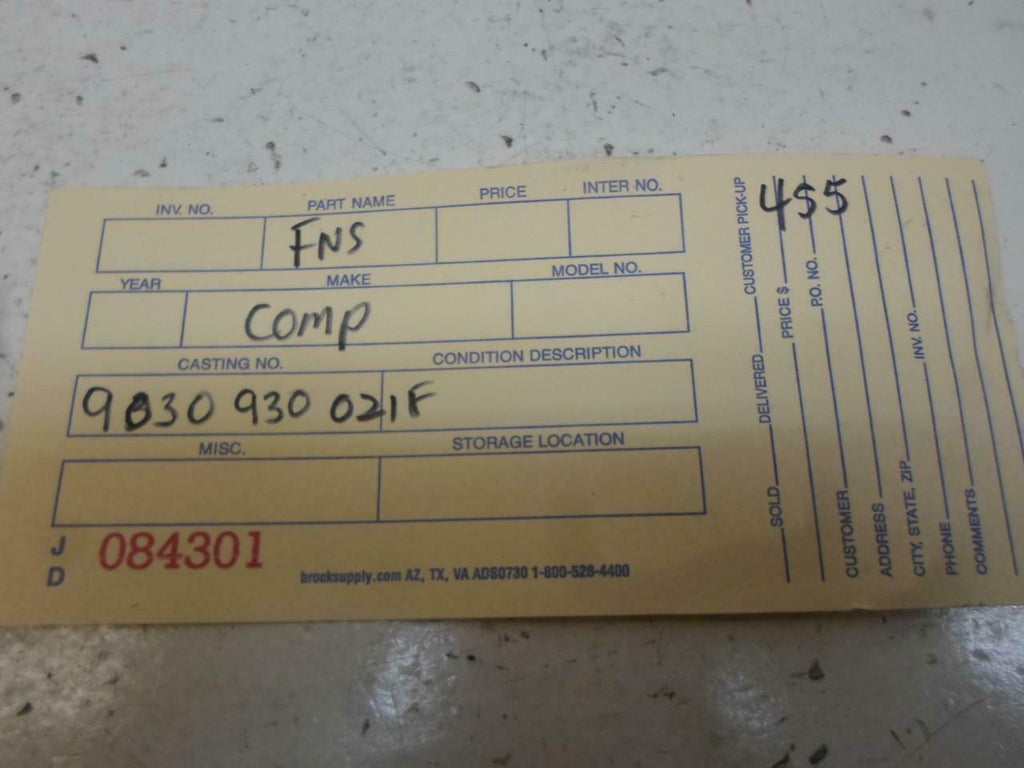 INV. NO. PART NAME PRICE INTER NO.
FNS
YEAR MAKE MODEL NO.
Comp
CASTING NO. CONDITION DESCRIPTION
9030 930 021F
MISC. STORAGE LOCATION
J D 084301
brocksupply.com AZ, TX, VA ADS0730 1-800-528-4400
455
SOLD DELIVERED CUSTOMER PICK-UP
PRICE $
P.O. NO.
CUSTOMER
ADDRESS
CITY, STATE, ZIP INV. NO.
PHONE
COMMENTS